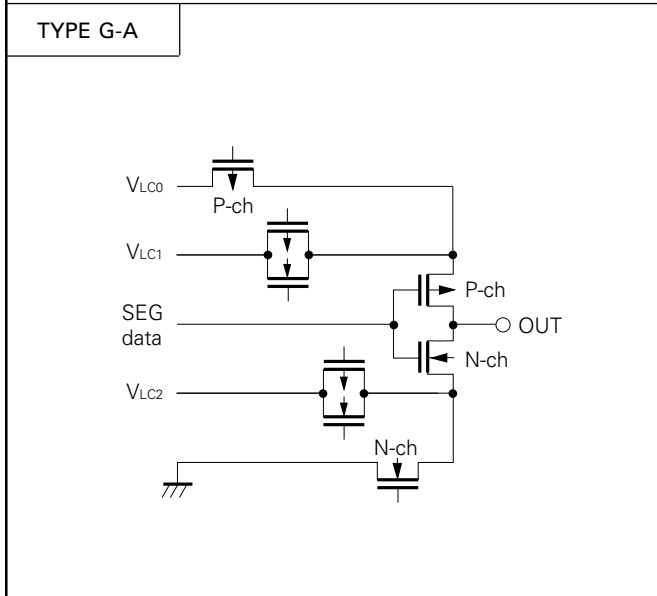 TYPE G-A
VLC0
P-ch
VLC1
P-ch
SEG
data
OUT
N-ch
VLC2
N-ch